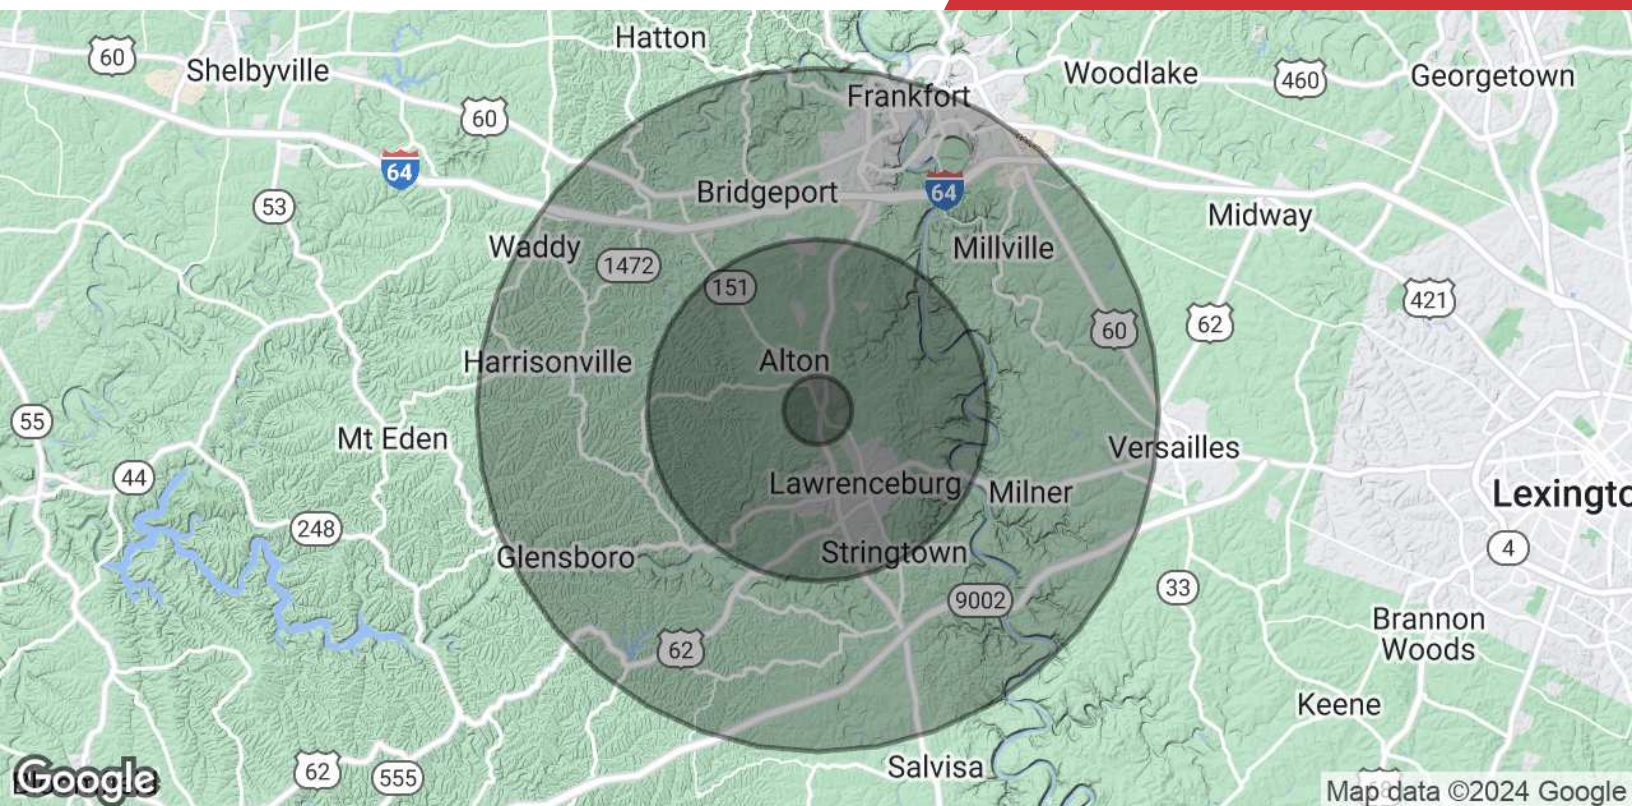 Hatton
60
Shelbyville
Woodlake
460
Georgetown
Frankfort
60
64
Bridgeport
64
53
Midway
Waddy
1472
Millville
151
421
60
62
Harrisonville
Alton
55
Mt Eden
Versailles
44
Lawrenceburg
Milner
Lexingto
248
Glensboro
Stringtown
4
9002
33
62
Brannon
Woods
Keene
62
555
Salvisa
Google
Map data ©2024 Google